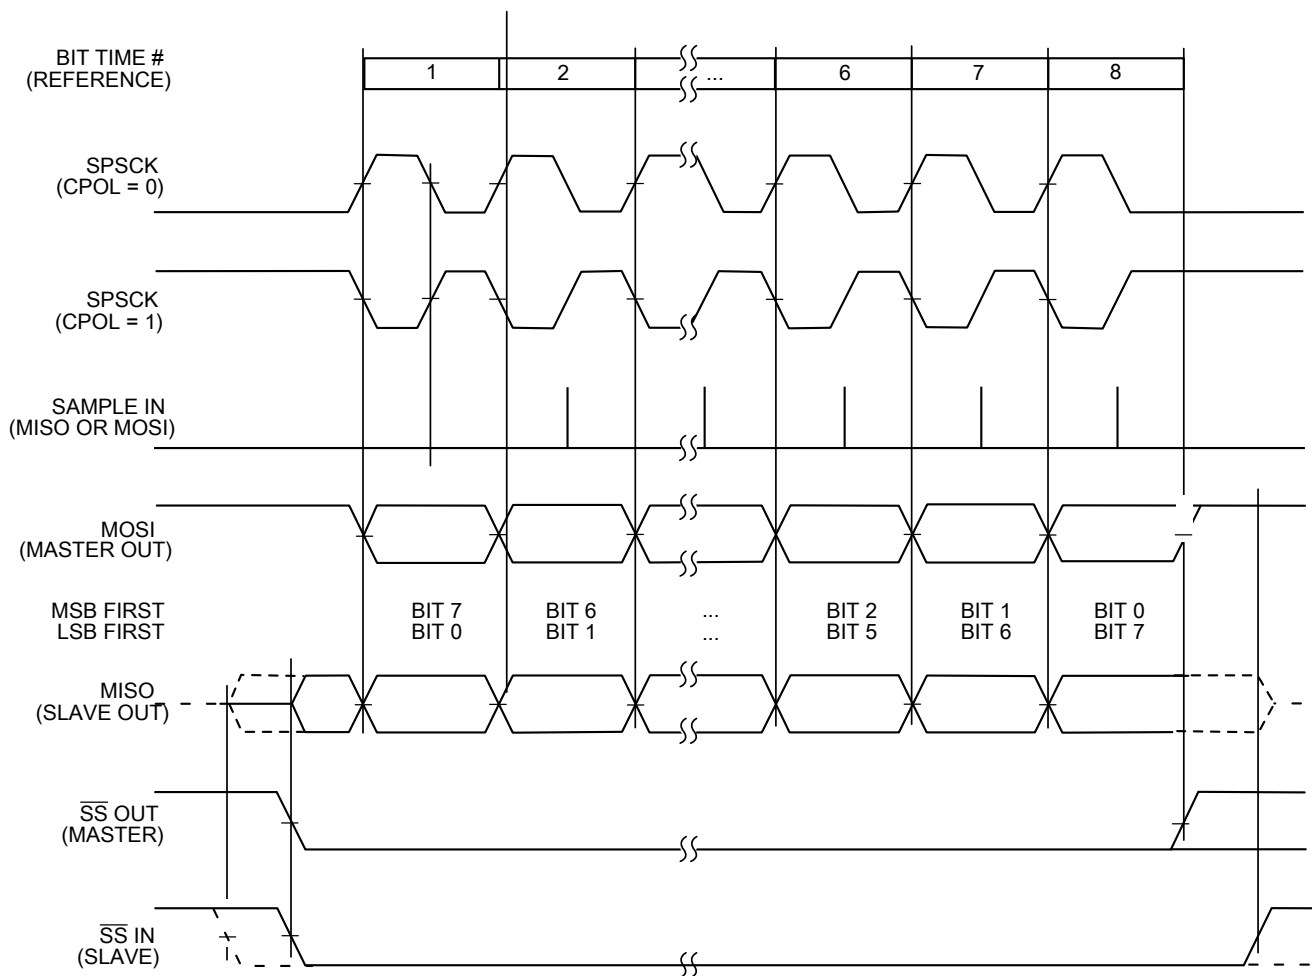 BIT TIME #
(REFERENCE)
1 2 ... 6 7 8
SPSCK
(CPOL = 0)
SPSCK
(CPOL = 1)
SAMPLE IN
(MISO OR MOSI)
MOSI
(MASTER OUT)
MSB FIRST BIT 7 BIT 6 ... BIT 2 BIT 1 BIT 0
LSB FIRST BIT 0 BIT 1 ... BIT 5 BIT 6 BIT 7
MISO
(SLAVE OUT)
S̅S̅ OUT
(MASTER)
S̅S̅ IN
(SLAVE)